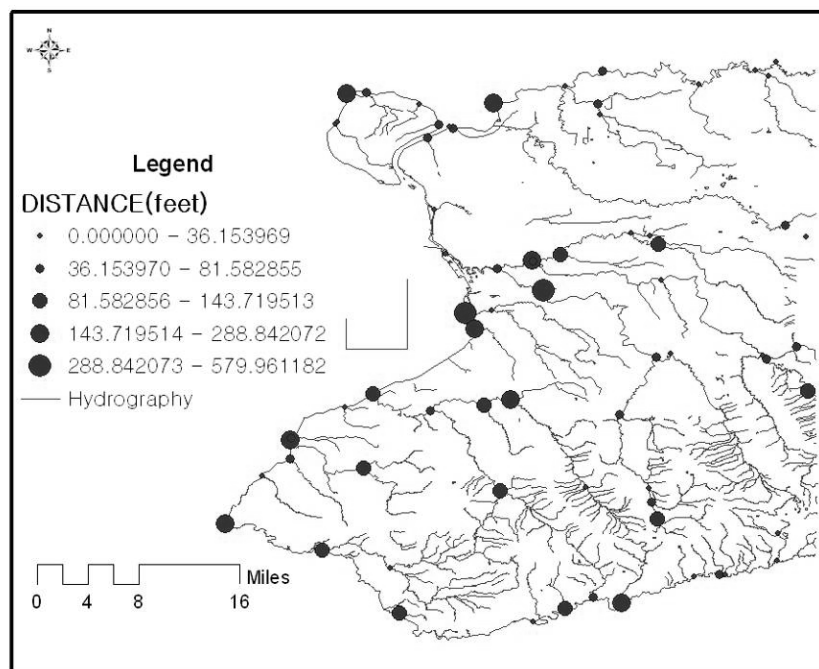 N
W E
S
Legend
DISTANCE(feet)
0.000000 - 36.153969
36.153970 - 81.582855
81.582856 - 143.719513
143.719514 - 288.842072
288.842073 - 579.961182
Hydrography
Miles
0 4 8 16